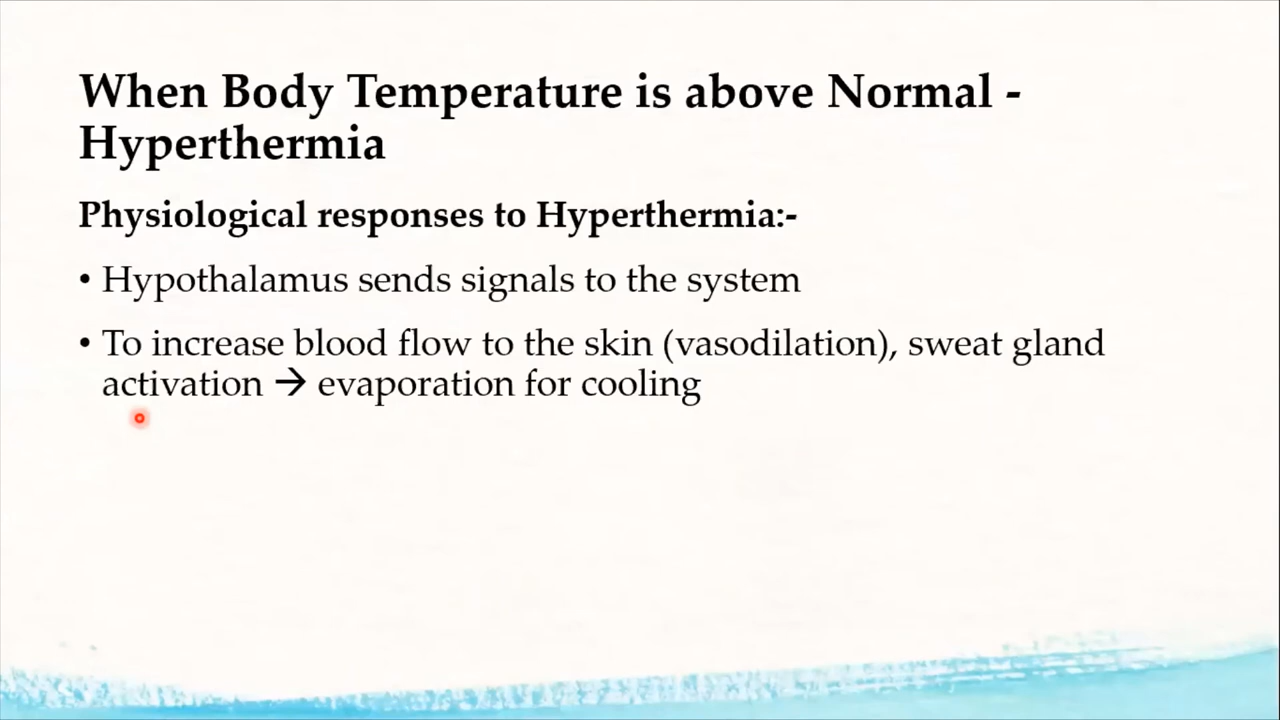 When Body Temperature is above Normal -
Hyperthermia
Physiological responses to Hyperthermia:-
• Hypothalamus sends signals to the system
• To increase blood flow to the skin (vasodilation), sweat gland
activation → evaporation for cooling